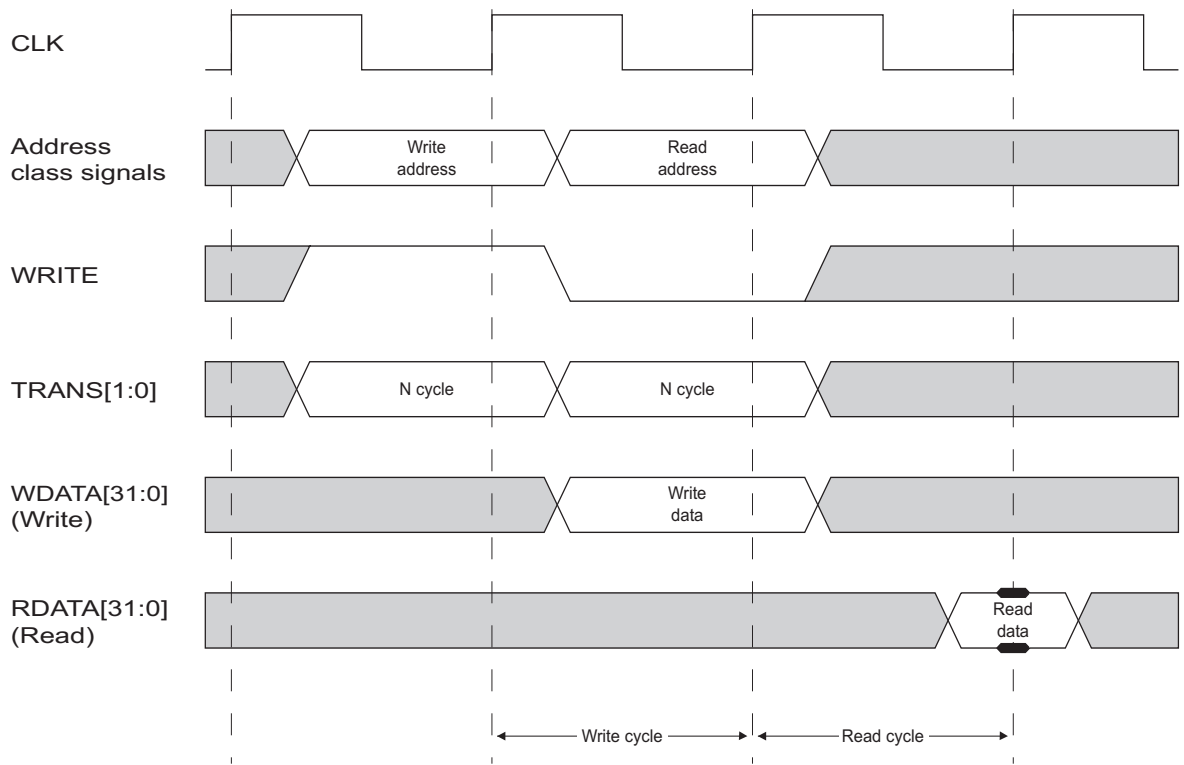 CLK
Address
class signals
Write
address
Read
address
WRITE
TRANS[1:0]
N cycle
N cycle
WDATA[31:0]
(Write)
Write
data
RDATA[31:0]
(Read)
Read
data
Write cycle
Read cycle